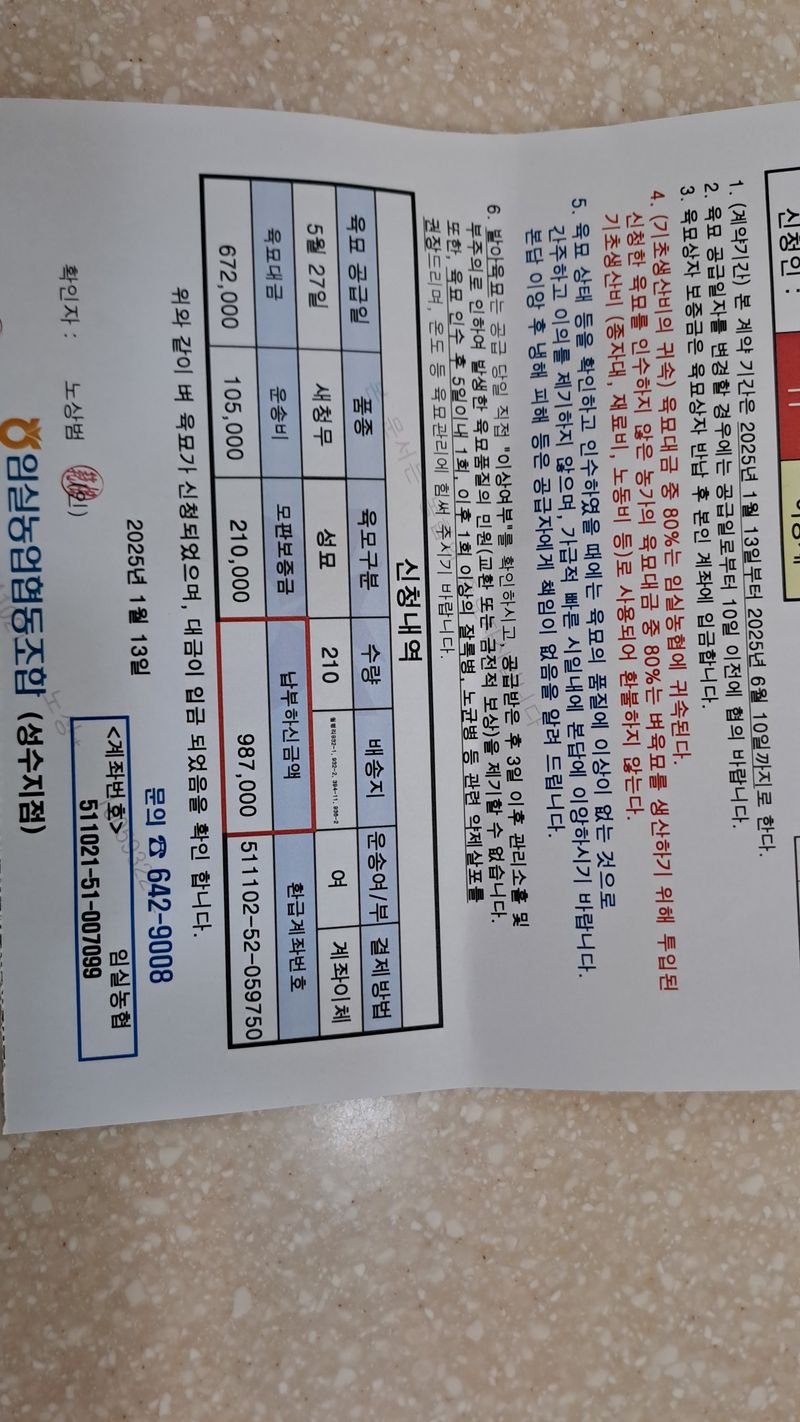 신청인 :
1. (계약기간) 본 계약 기간은 2025년 1월 13일부터 2025년 6월 10일까지로 한다.
2. 육묘 공급일자를 변경할 경우에는 공급일로부터 10일 이전에 협의 바랍니다.
3. 육묘상자 보증금은 육묘상자 반납 후 본인 계좌에 입금합니다.
4. (기초생산비의 귀속) 육묘대금 중 80%는 임실농협에 귀속된다.
신청한 육묘를 인수하지 않은 농가의 육묘대금 중 80%는 벼육묘를 생산하기 위해 투입된
기초생산비 (종자대, 재료비, 노동비 등)로 사용되어 환불하지 않는다.
5. 육묘 상태 등을 확인하고 인수하였을 때에는 육묘의 품질에 이상이 없는 것으로
간주하고 이의를 제기하지 않으며 ,가급적 빠른 시일내에 본답에 이앙하시기 바랍니다.
본답 이앙 후 냉해 피해 등은 공급자에게 책임이 없음을 알려 드립니다.
6. 발아육묘는 공급 당일 직접 "이상여부"를 확인하시고, 공급받은 후 3일 이후 관리소홀 및
부주의로 인하여 발생한 육묘품질의 민원(교환 또는 금전적 보상)을 제기할 수 없습니다.
또한, 육묘 인수 후 5일이내 1회, 이후 1회 이상의 잘록병, 노균병 등 관련 약제살포를
권장드리며, 온도 등 육묘관리에 힘써 주시기 바랍니다.
신청내역
육묘 공급일 품종 육묘구분 수량 배송지 운송여/부 결제방법
5월 27일 새청무 성묘 210 여 계좌이체
육묘대금 운송비 모판보증금 납부하신금액 환급계좌번호
672,000 105,000 210,000 987,000 511102-52-059750
위와 같이 벼 육묘가 신청되었으며, 대금이 입금 되었음을 확인 합니다.
2025년 1월 13일
문의 ☎ 642-9008
확인자 : 노상범 (인)
<계좌번호> 임실농협
511021-51-007099
임실농업협동조합 (성수지점)